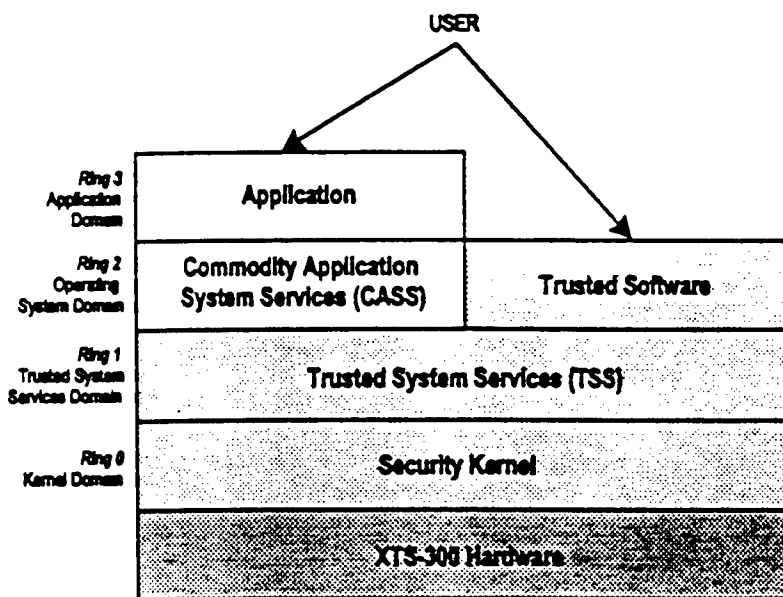 USER
Ring 3
Application
Domain
Application
Ring 2
Operating
System Domain
Commodity Application
System Services (CASS)
Trusted Software
Ring 1
Trusted System
Services Domain
Trusted System Services (TSS)
Ring 0
Kernel Domain
Security Kernel
XTS-300 Hardware